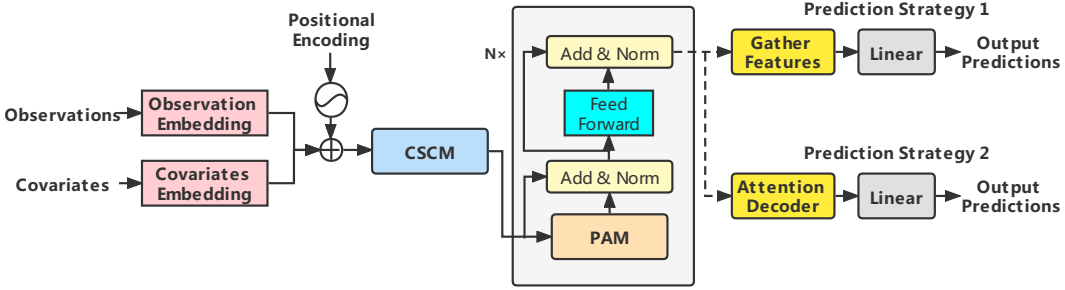 Positional
Encoding
Observations
Observation
Embedding
Covariates
Covariates
Embedding
CSCM
N×
Add & Norm
Feed
Forward
Add & Norm
PAM
Prediction Strategy 1
Gather
Features
Linear
Output
Predictions
Prediction Strategy 2
Attention
Decoder
Linear
Output
Predictions